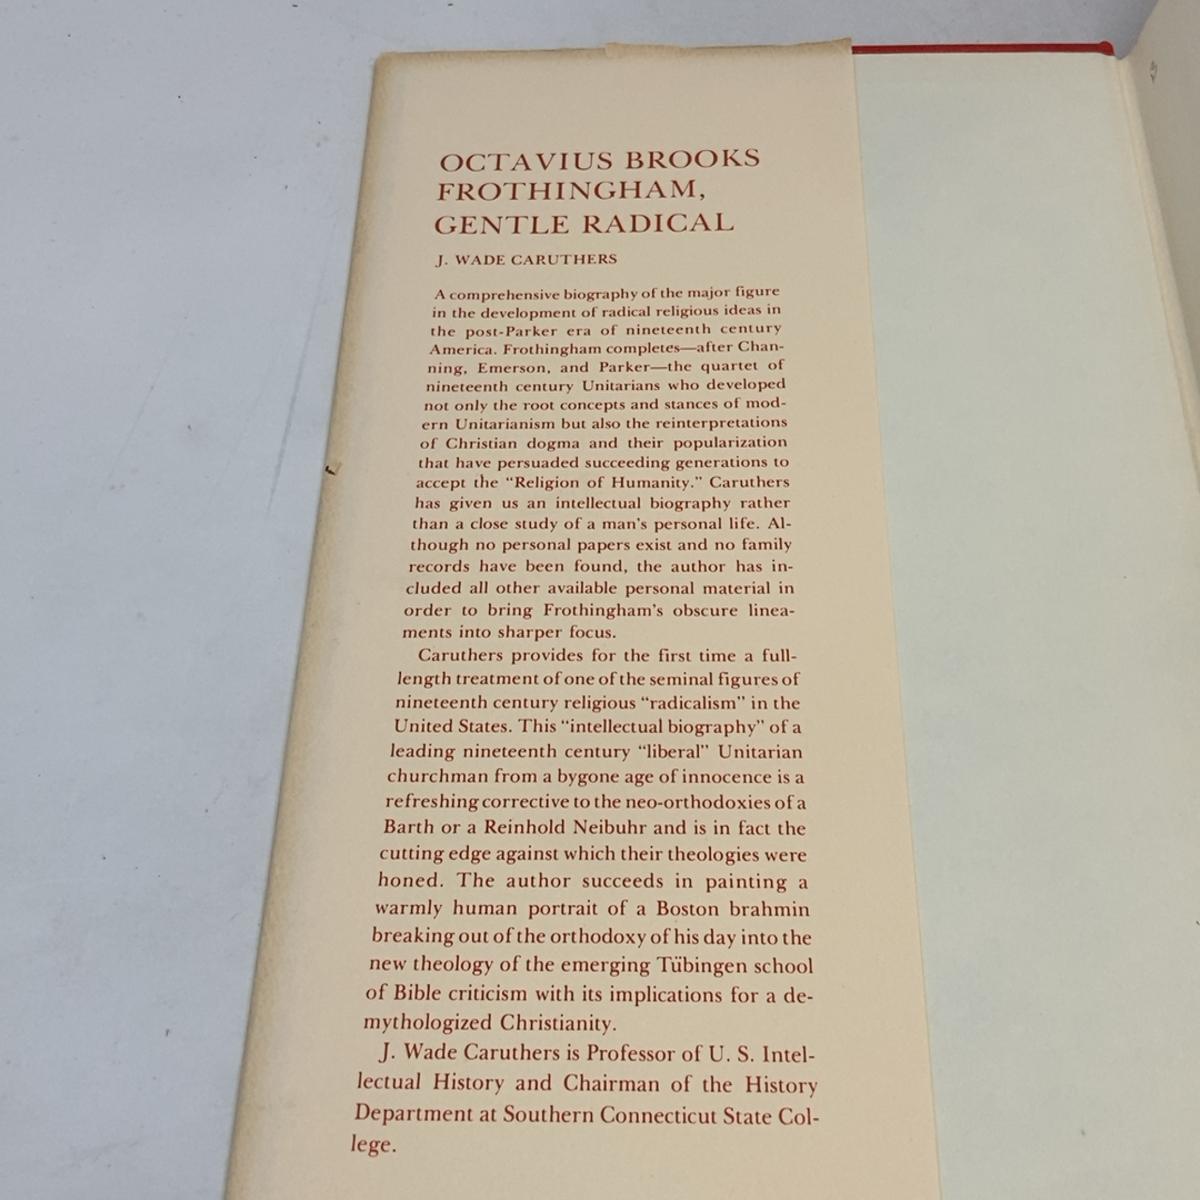 OCTAVIUS BROOKS
FROTHINGHAM,
GENTLE RADICAL
J. WADE CARUTHERS
A comprehensive biography of the major figure
in the development of radical religious ideas in
the post-Parker era of nineteenth century
America. Frothingham completes—after Chan-
ning, Emerson, and Parker—the quartet of
nineteenth century Unitarians who developed
not only the root concepts and stances of mod-
ern Unitarianism but also the reinterpretations
of Christian dogma and their popularization
that have persuaded succeeding generations to
accept the “Religion of Humanity.” Caruthers
has given us an intellectual biography rather
than a close study of a man's personal life. Al-
though no personal papers exist and no family
records have been found, the author has in-
cluded all other available personal material in
order to bring Frothingham's obscure linea-
ments into sharper focus.
Caruthers provides for the first time a full-
length treatment of one of the seminal figures of
nineteenth century religious “radicalism” in the
United States. This “intellectual biography” of a
leading nineteenth century “liberal” Unitarian
churchman from a bygone age of innocence is a
refreshing corrective to the neo-orthodoxies of a
Barth or a Reinhold Neibuhr and is in fact the
cutting edge against which their theologies were
honed. The author succeeds in painting a
warmly human portrait of a Boston brahmin
breaking out of the orthodoxy of his day into the
new theology of the emerging Tübingen school
of Bible criticism with its implications for a de-
mythologized Christianity.
J. Wade Caruthers is Professor of U. S. Intel-
lectual History and Chairman of the History
Department at Southern Connecticut State Col-
lege.